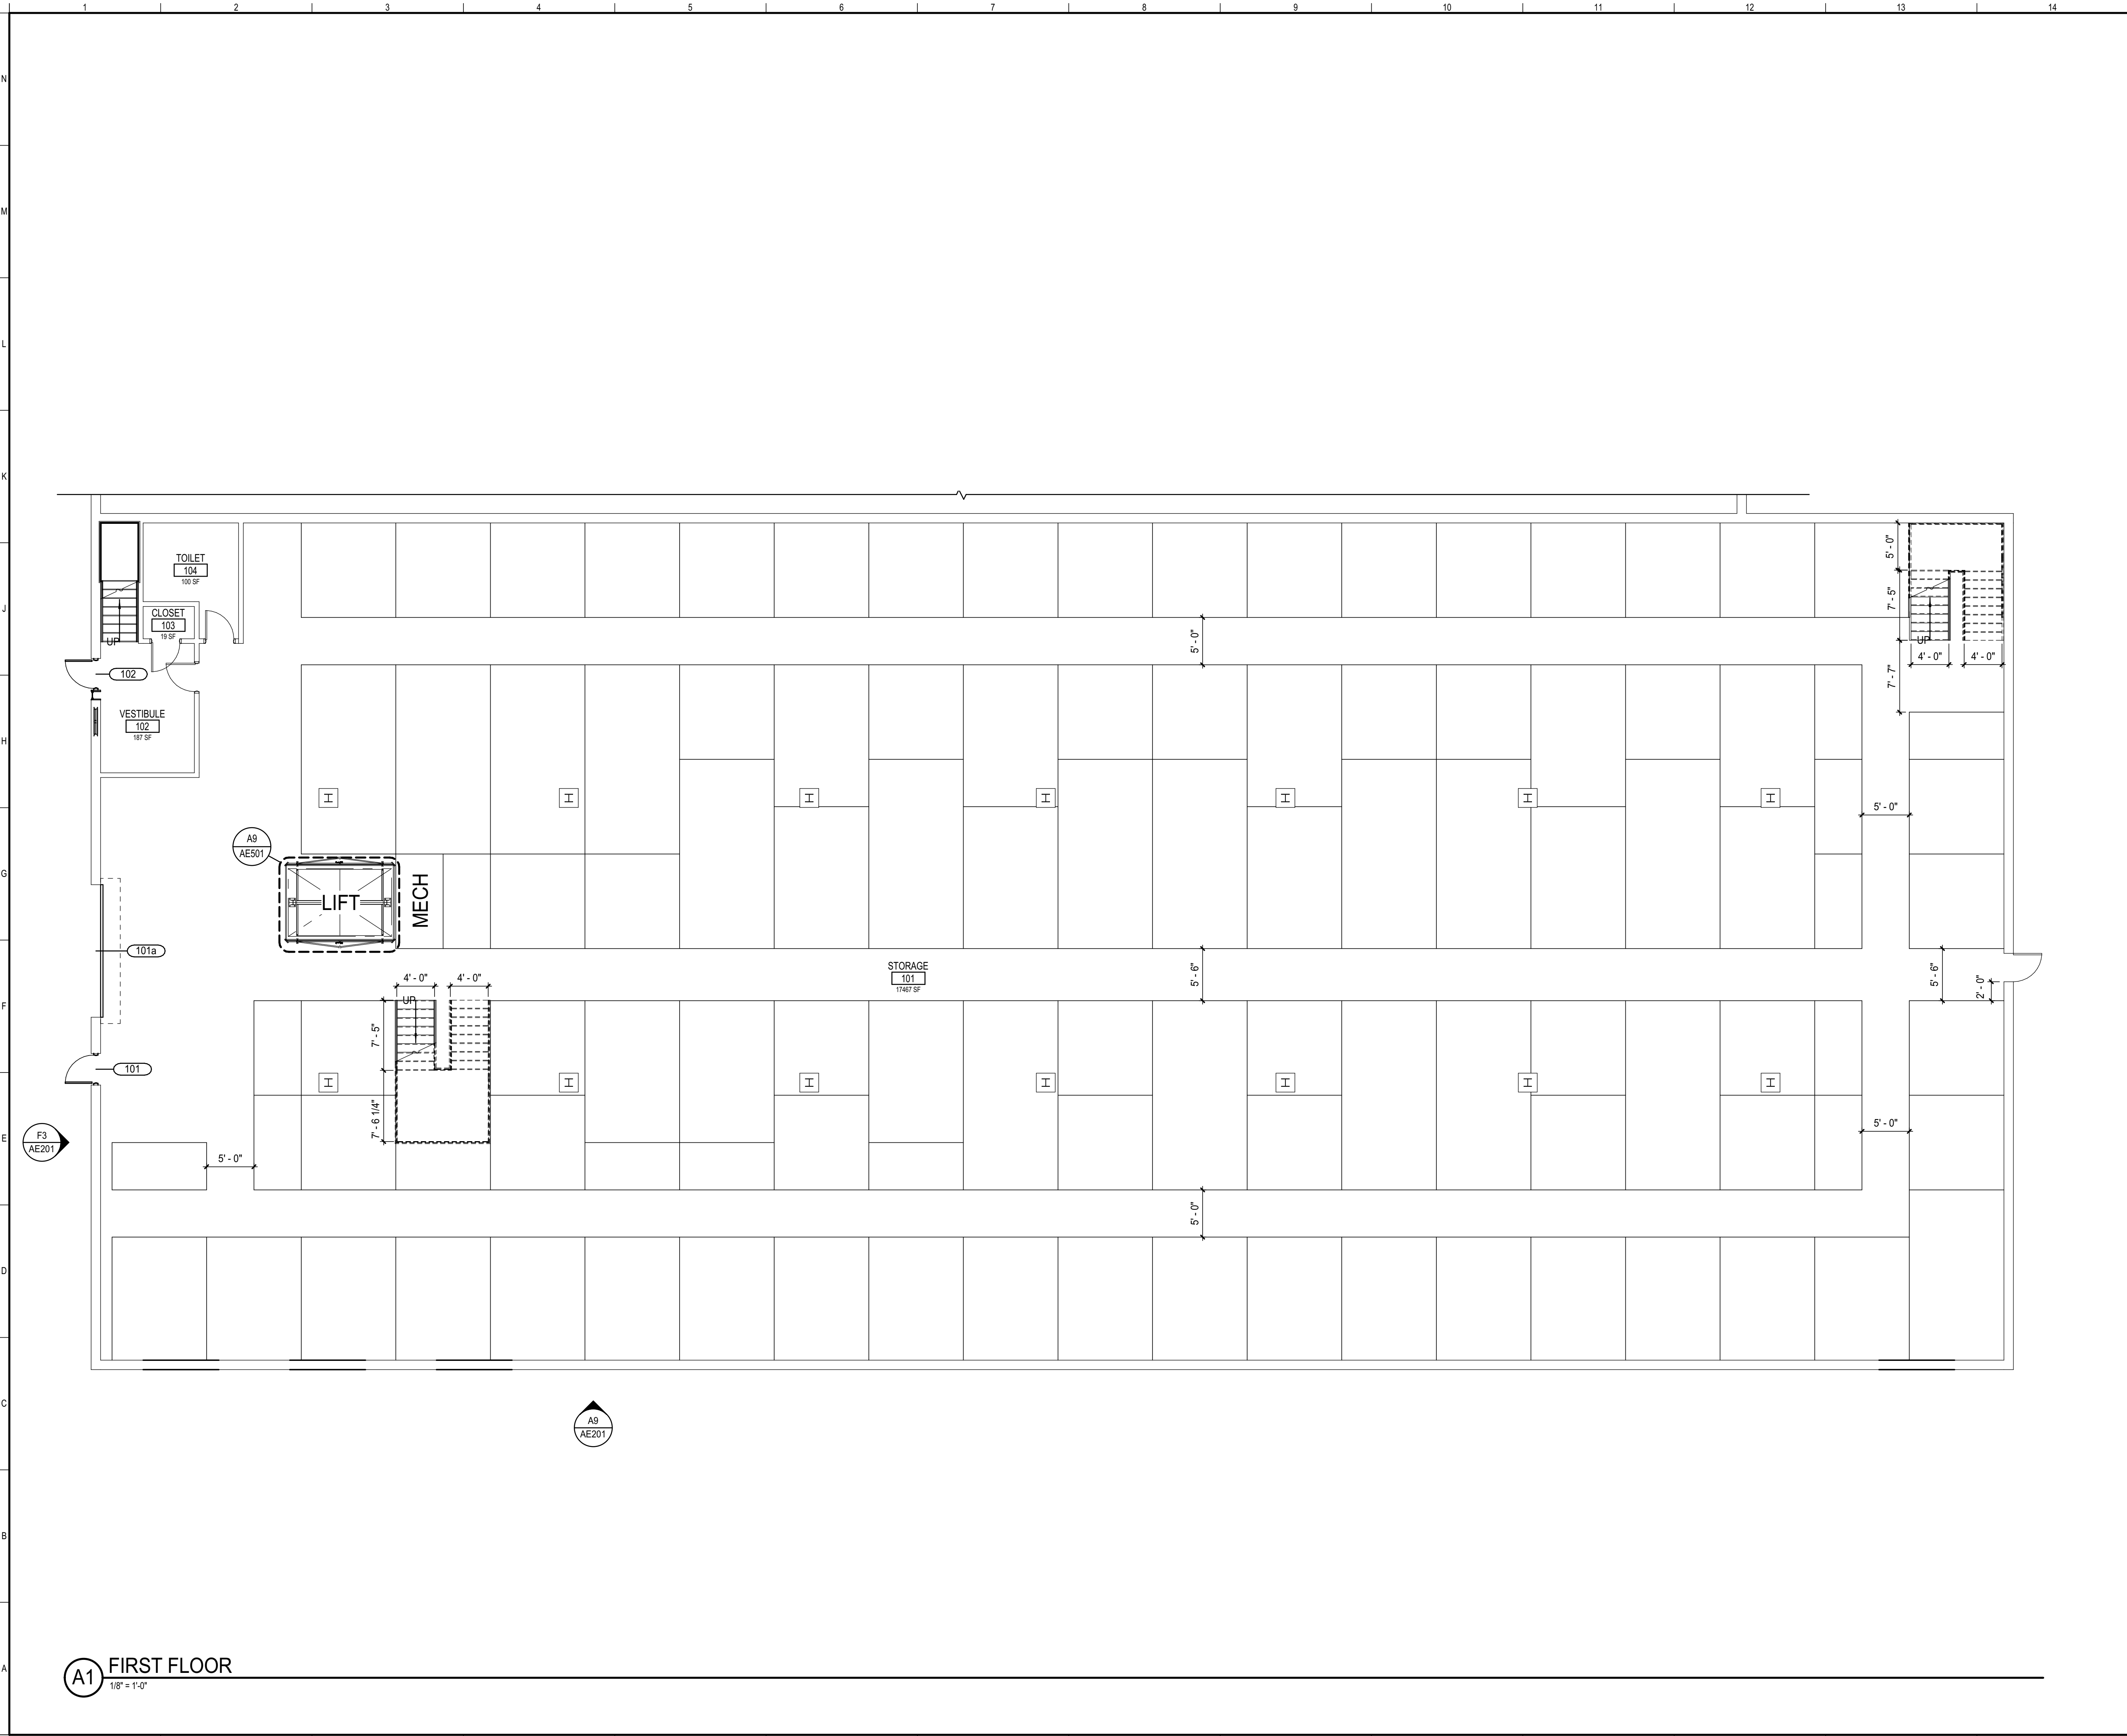 1 2 3 4 5 6 7 8 9 10 11 12 13 14
N
M
L
K
J
H
G
F
E
D
C
B
A
TOILET
104
100 SF
CLOSET
103
19 SF
UP
102
VESTIBULE
102
187 SF
5' - 0"
7' - 5"
UP
4' - 0" 4' - 0"
7' - 7"
5' - 0"
H H H H H H H
5' - 0"
A9
AE501
LIFT
MECH
101a
STORAGE
101
17467 SF
5' - 6"
5' - 6"
2' - 0"
4' - 0" 4' - 0"
UP
7' - 5"
7' - 6 1/4"
101
H H H H H H H
5' - 0"
F3
AE201
5' - 0"
5' - 0"
A9
AE201
A1 FIRST FLOOR
1/8" = 1'-0"